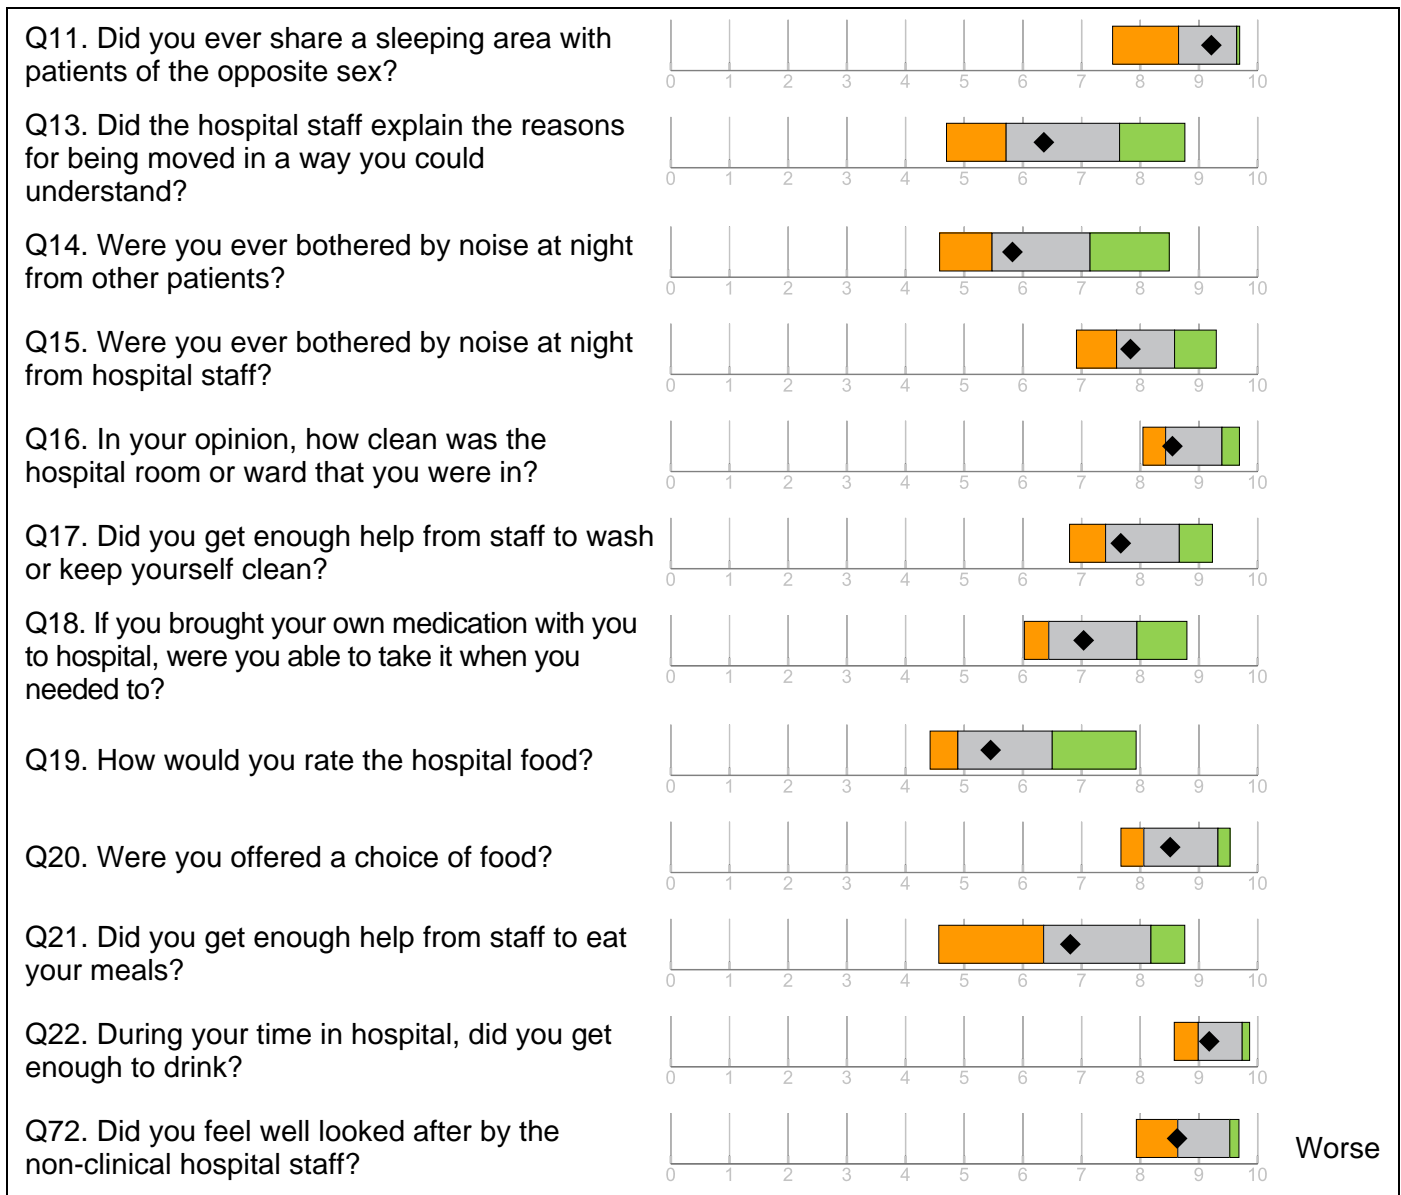 Q11. Did you ever share a sleeping area with
patients of the opposite sex?
0 1 2 3 4 5 6 7 8 9 10
Q13. Did the hospital staff explain the reasons
for being moved in a way you could
understand?
0 1 2 3 4 5 6 7 8 9 10
Q14. Were you ever bothered by noise at night
from other patients?
0 1 2 3 4 5 6 7 8 9 10
Q15. Were you ever bothered by noise at night
from hospital staff?
0 1 2 3 4 5 6 7 8 9 10
Q16. In your opinion, how clean was the
hospital room or ward that you were in?
0 1 2 3 4 5 6 7 8 9 10
Q17. Did you get enough help from staff to wash
or keep yourself clean?
0 1 2 3 4 5 6 7 8 9 10
Q18. If you brought your own medication with you
to hospital, were you able to take it when you
needed to?
0 1 2 3 4 5 6 7 8 9 10
Q19. How would you rate the hospital food?
0 1 2 3 4 5 6 7 8 9 10
Q20. Were you offered a choice of food?
0 1 2 3 4 5 6 7 8 9 10
Q21. Did you get enough help from staff to eat
your meals?
0 1 2 3 4 5 6 7 8 9 10
Q22. During your time in hospital, did you get
enough to drink?
0 1 2 3 4 5 6 7 8 9 10
Q72. Did you feel well looked after by the
non-clinical hospital staff?
0 1 2 3 4 5 6 7 8 9 10
Worse